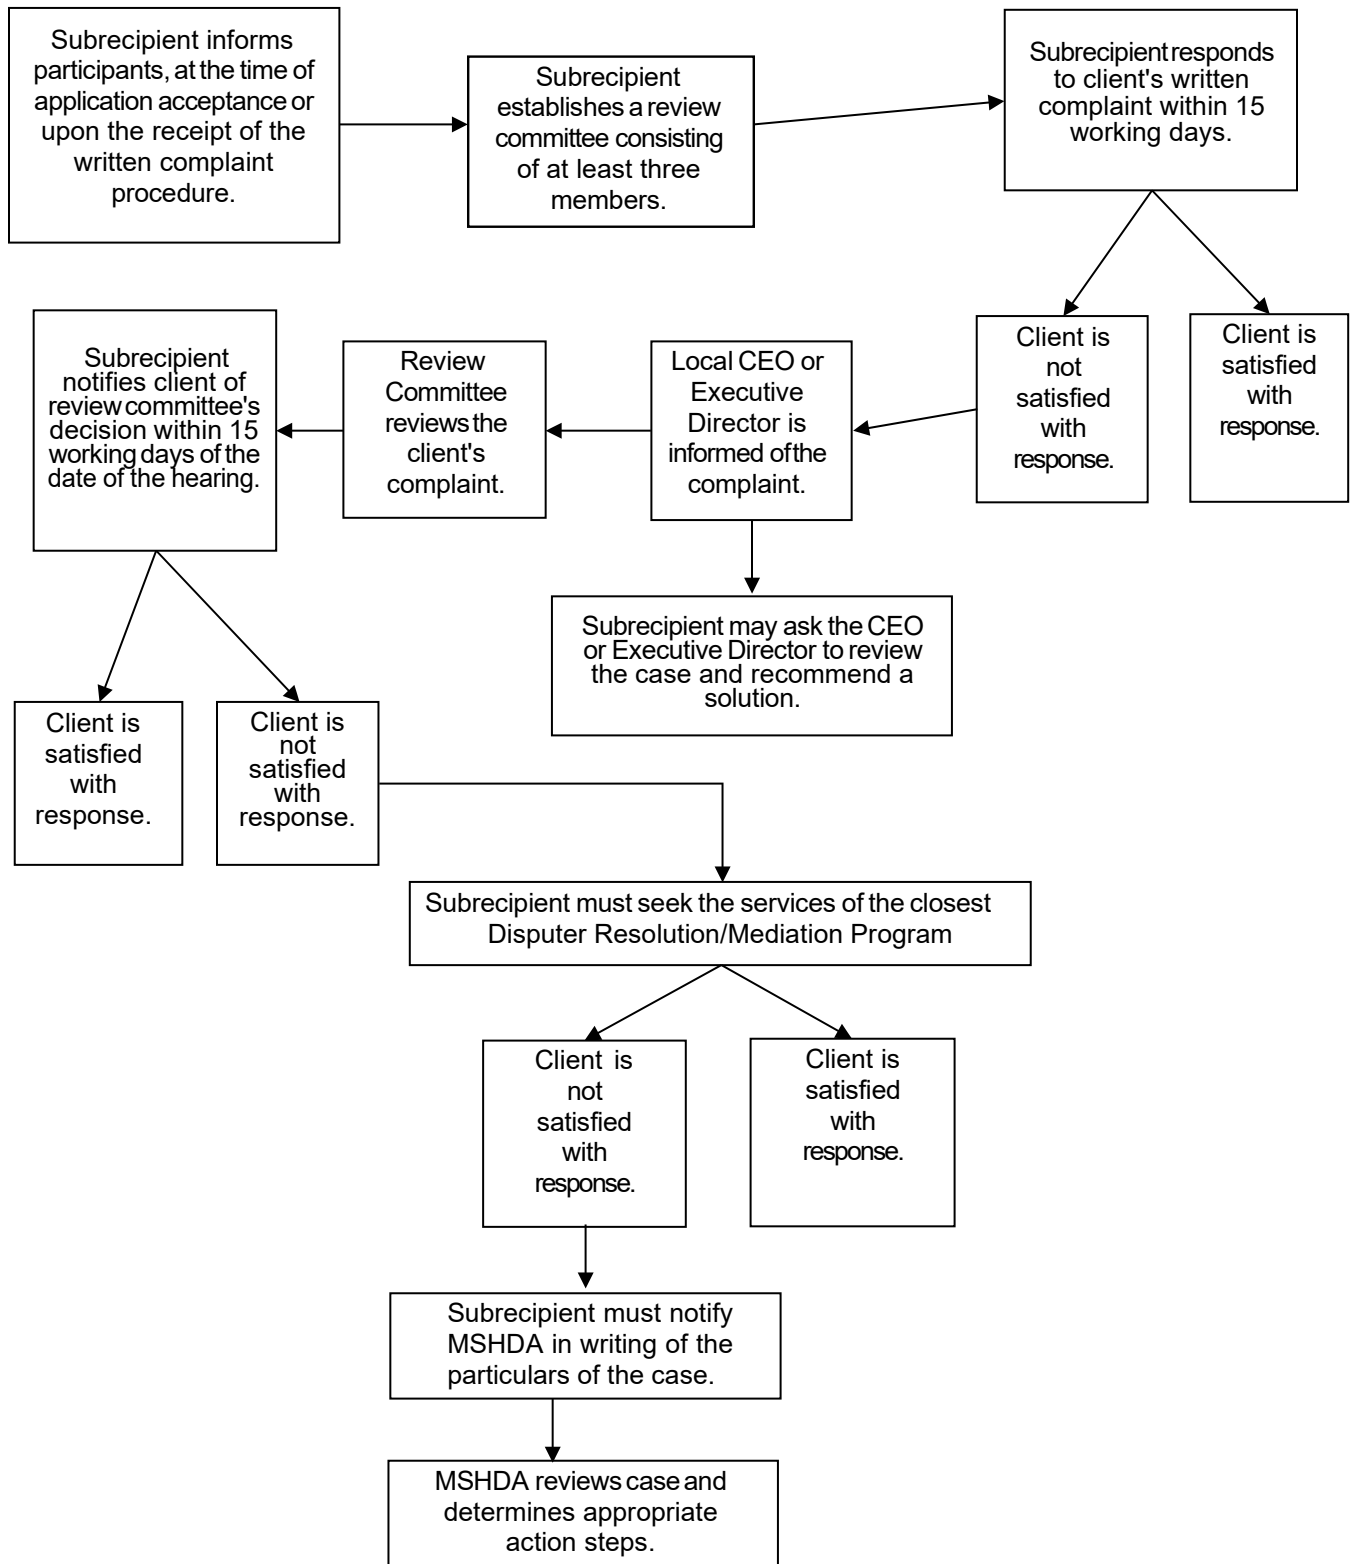 Subrecipient informs
participants, at the time of
application acceptance or
upon the receipt of the
written complaint
procedure.
Subrecipient
establishes a review
committee consisting
of at least three
members.
Subrecipient responds
to client's written
complaint within 15
working days.
Subrecipient
notifies client of
review committee's
decision within 15
working days of the
date of the hearing.
Review
Committee
reviews the
client's
complaint.
Local CEO or
Executive
Director is
informed of the
complaint.
Client is
not
satisfied
with
response.
Client is
satisfied
with
response.
Subrecipient may ask the CEO
or Executive Director to review
the case and recommend a
solution.
Client is
satisfied
with
response.
Client is
not
satisfied
with
response.
Subrecipient must seek the services of the closest
Disputer Resolution/Mediation Program
Client is
not
satisfied
with
response.
Client is
satisfied
with
response.
Subrecipient must notify
MSHDA in writing of the
particulars of the case.
MSHDA reviews case and
determines appropriate
action steps.